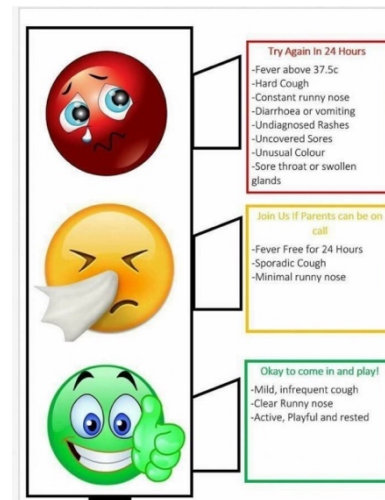 Try Again In 24 Hours
-Fever above 37.5c
-Hard Cough
-Constant runny nose
-Diarrhoea or vomiting
-Undiagnosed Rashes
-Uncovered Sores
-Unusual Colour
-Sore throat or swollen
glands
Join Us If Parents can be on
call
-Fever Free for 24 Hours
-Sporadic Cough
-Minimal runny nose
Okay to come in and play!
-Mild, infrequent cough
-Clear Runny nose
-Active, Playful and rested